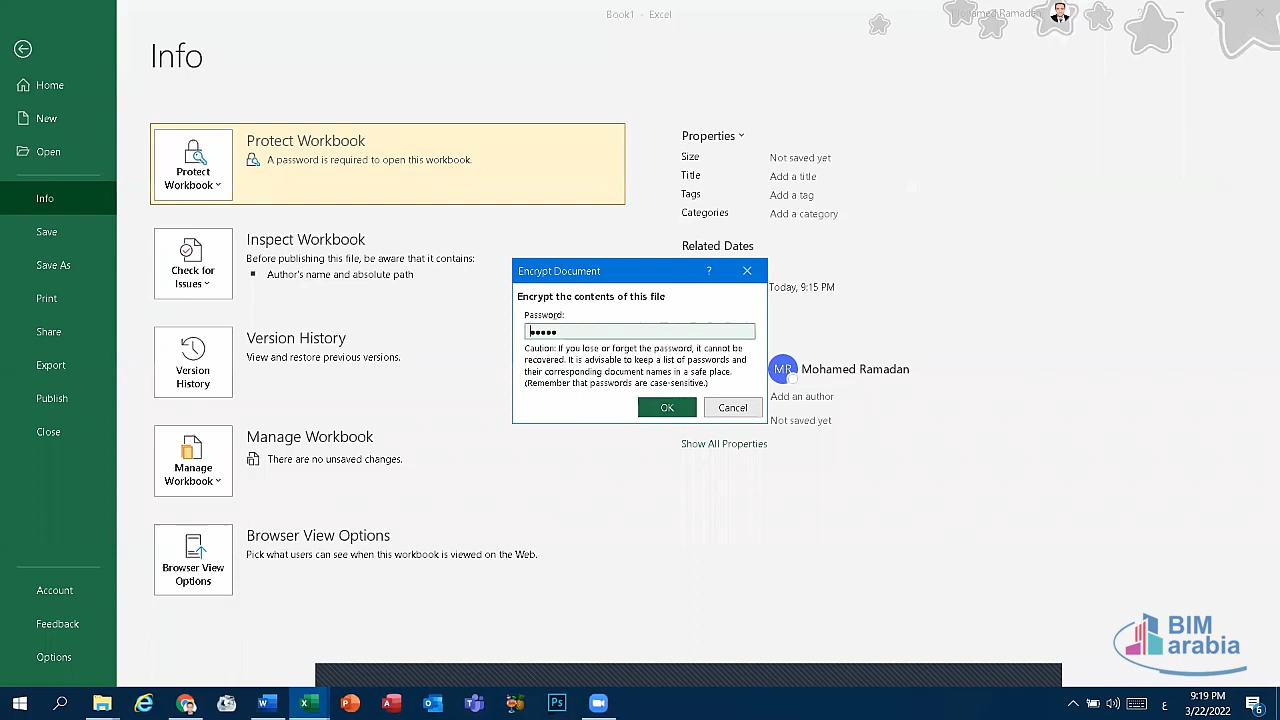 Book1 - Excel
Mohamed Ramadan
Info
Home
New
Open
Info
Save
Save As
Print
Share
Export
Publish
Close
Account
Feedback
Options
Protect Workbook
Protect Workbook
A password is required to open this workbook.
Check for Issues
Inspect Workbook
Before publishing this file, be aware that it contains:
Author's name and absolute path
Version History
Version History
View and restore previous versions.
Manage Workbook
Manage Workbook
There are no unsaved changes.
Browser View Options
Browser View Options
Pick what users can see when this workbook is viewed on the Web.
Properties
Size Not saved yet
Title Add a title
Tags Add a tag
Categories Add a category
Related Dates
Today, 9:15 PM
MR Mohamed Ramadan
Add an author
Not saved yet
Show All Properties
Encrypt Document ?
Encrypt the contents of this file
Password:
Caution: If you lose or forget the password, it cannot be
recovered. It is advisable to keep a list of passwords and
their corresponding document names in a safe place.
(Remember that passwords are case-sensitive.)
OK Cancel
BIM
arabia
Ps
ع
9:19 PM
3/22/2022
6